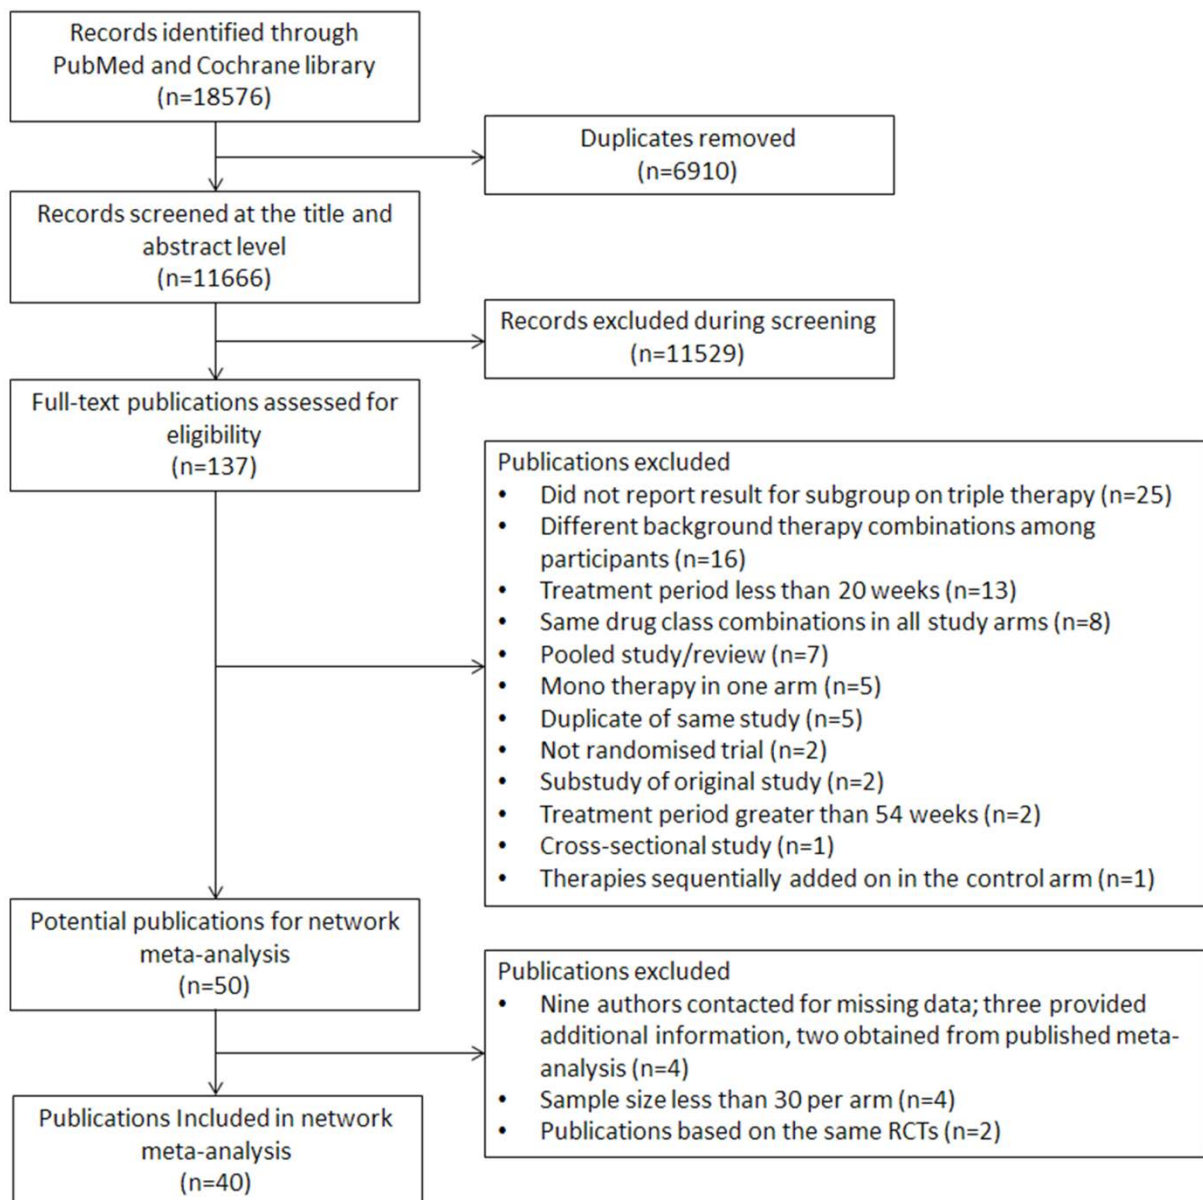 Records identified through
PubMed and Cochrane library
(n=18576)
Duplicates removed
(n=6910)
Records screened at the title and
abstract level
(n=11666)
Records excluded during screening
(n=11529)
Full-text publications assessed for
eligibility
(n=137)
Publications excluded
• Did not report result for subgroup on triple therapy (n=25)
• Different background therapy combinations among
participants (n=16)
• Treatment period less than 20 weeks (n=13)
• Same drug class combinations in all study arms (n=8)
• Pooled study/review (n=7)
• Mono therapy in one arm (n=5)
• Duplicate of same study (n=5)
• Not randomised trial (n=2)
• Substudy of original study (n=2)
• Treatment period greater than 54 weeks (n=2)
• Cross-sectional study (n=1)
• Therapies sequentially added on in the control arm (n=1)
Potential publications for network
meta-analysis
(n=50)
Publications excluded
• Nine authors contacted for missing data; three provided
additional information, two obtained from published meta-
analysis (n=4)
• Sample size less than 30 per arm (n=4)
• Publications based on the same RCTs (n=2)
Publications Included in network
meta-analysis
(n=40)